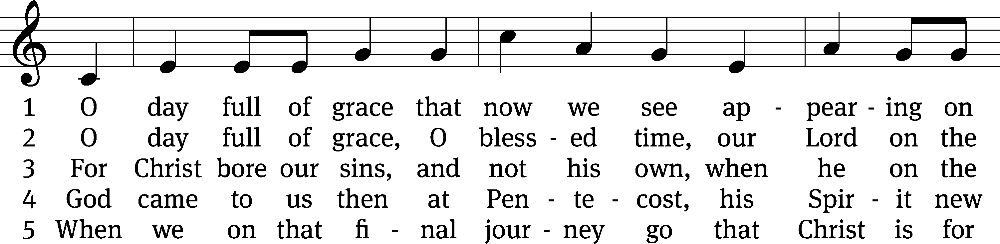 1 O day full of grace that now we see ap - pear - ing on
2 O day full of grace, O bless - ed time, our Lord on the
3 For Christ bore our sins, and not his own, when he on the
4 God came to us then at Pen - te - cost, his Spir - it new
5 When we on that fi - nal jour - ney go that Christ is for